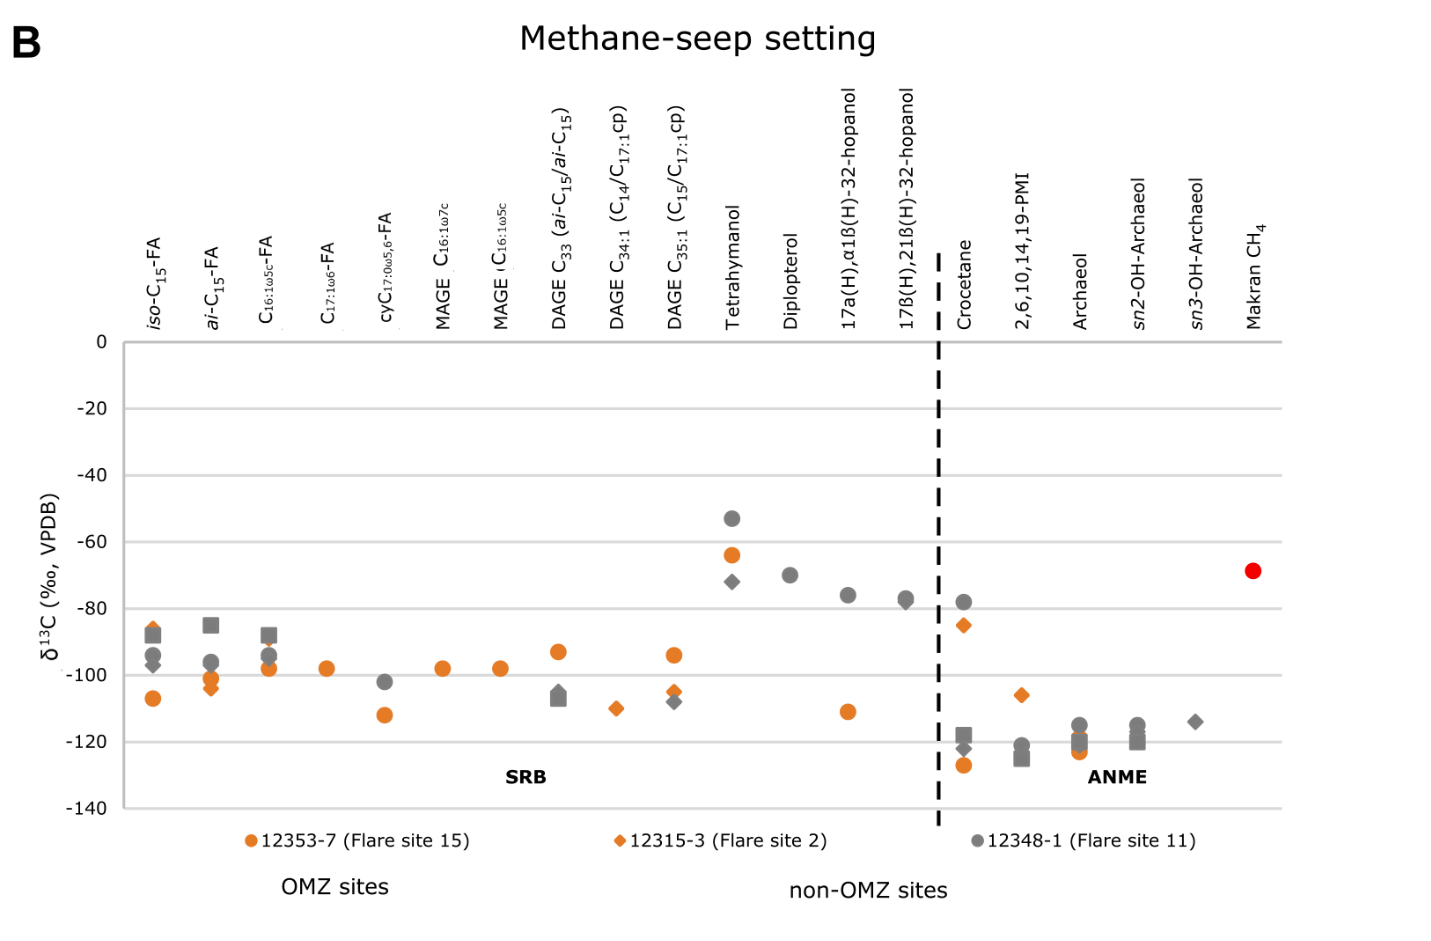 B
Methane-seep setting
iso-C15-FA
ai-C15-FA
C16:1ω5c-FA
C17:1ω6-FA
cyC17:0ω5,6-FA
MAGE C16:1ω7c
MAGE (C16:1ω5c
DAGE C33 (ai-C15/ai-C15)
DAGE C34:1 (C14/C17:1cp)
DAGE C35:1 (C15/C17:1cp)
Tetrahymanol
Diplopterol
17a(H),α1ß(H)-32-hopanol
17ß(H),21ß(H)-32-hopanol
Crocetane
2,6,10,14,19-PMI
Archaeol
sn2-OH-Archaeol
sn3-OH-Archaeol
Makran CH4
δ13C (‰, VPDB)
0
-20
-40
-60
-80
-100
-120
-140
SRB
ANME
12353-7 (Flare site 15)
12315-3 (Flare site 2)
12348-1 (Flare site 11)
OMZ sites
non-OMZ sites